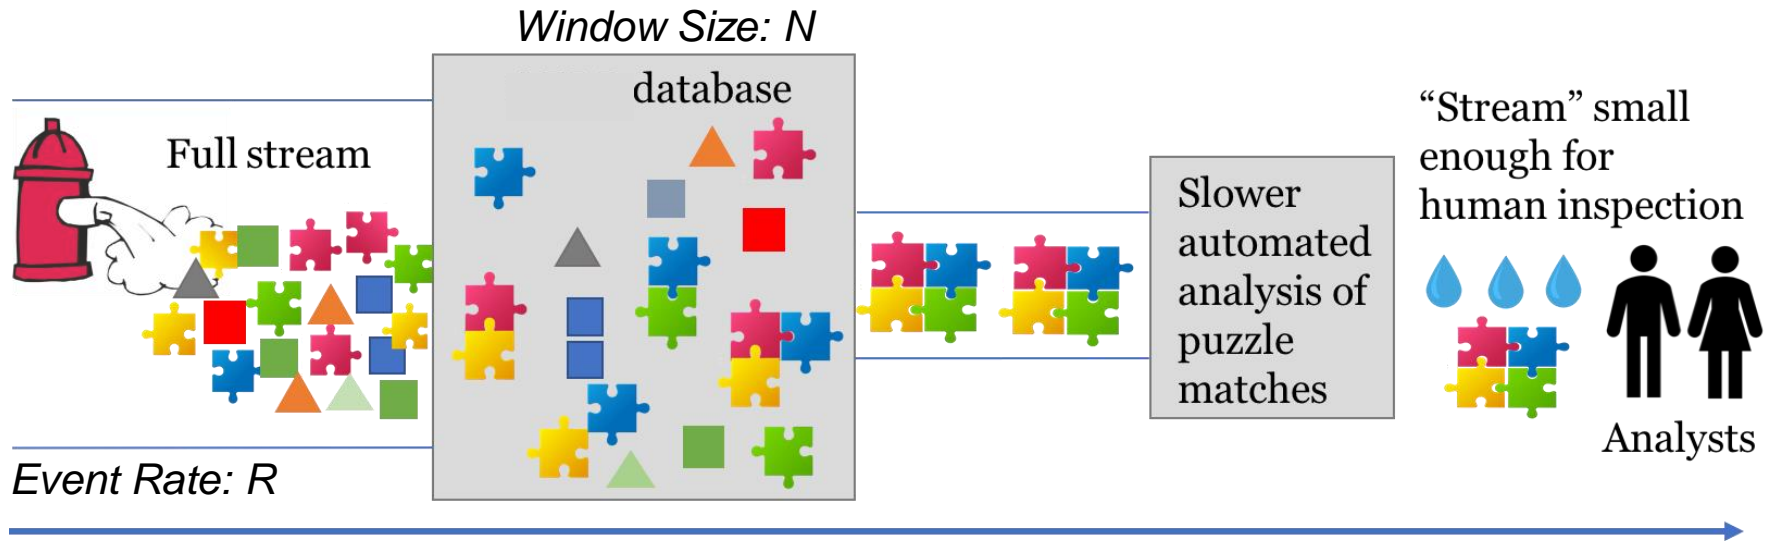 Window Size: N
database
Full stream
Event Rate: R
Slower
automated
analysis of
puzzle
matches
“Stream” small
enough for
human inspection
Analysts